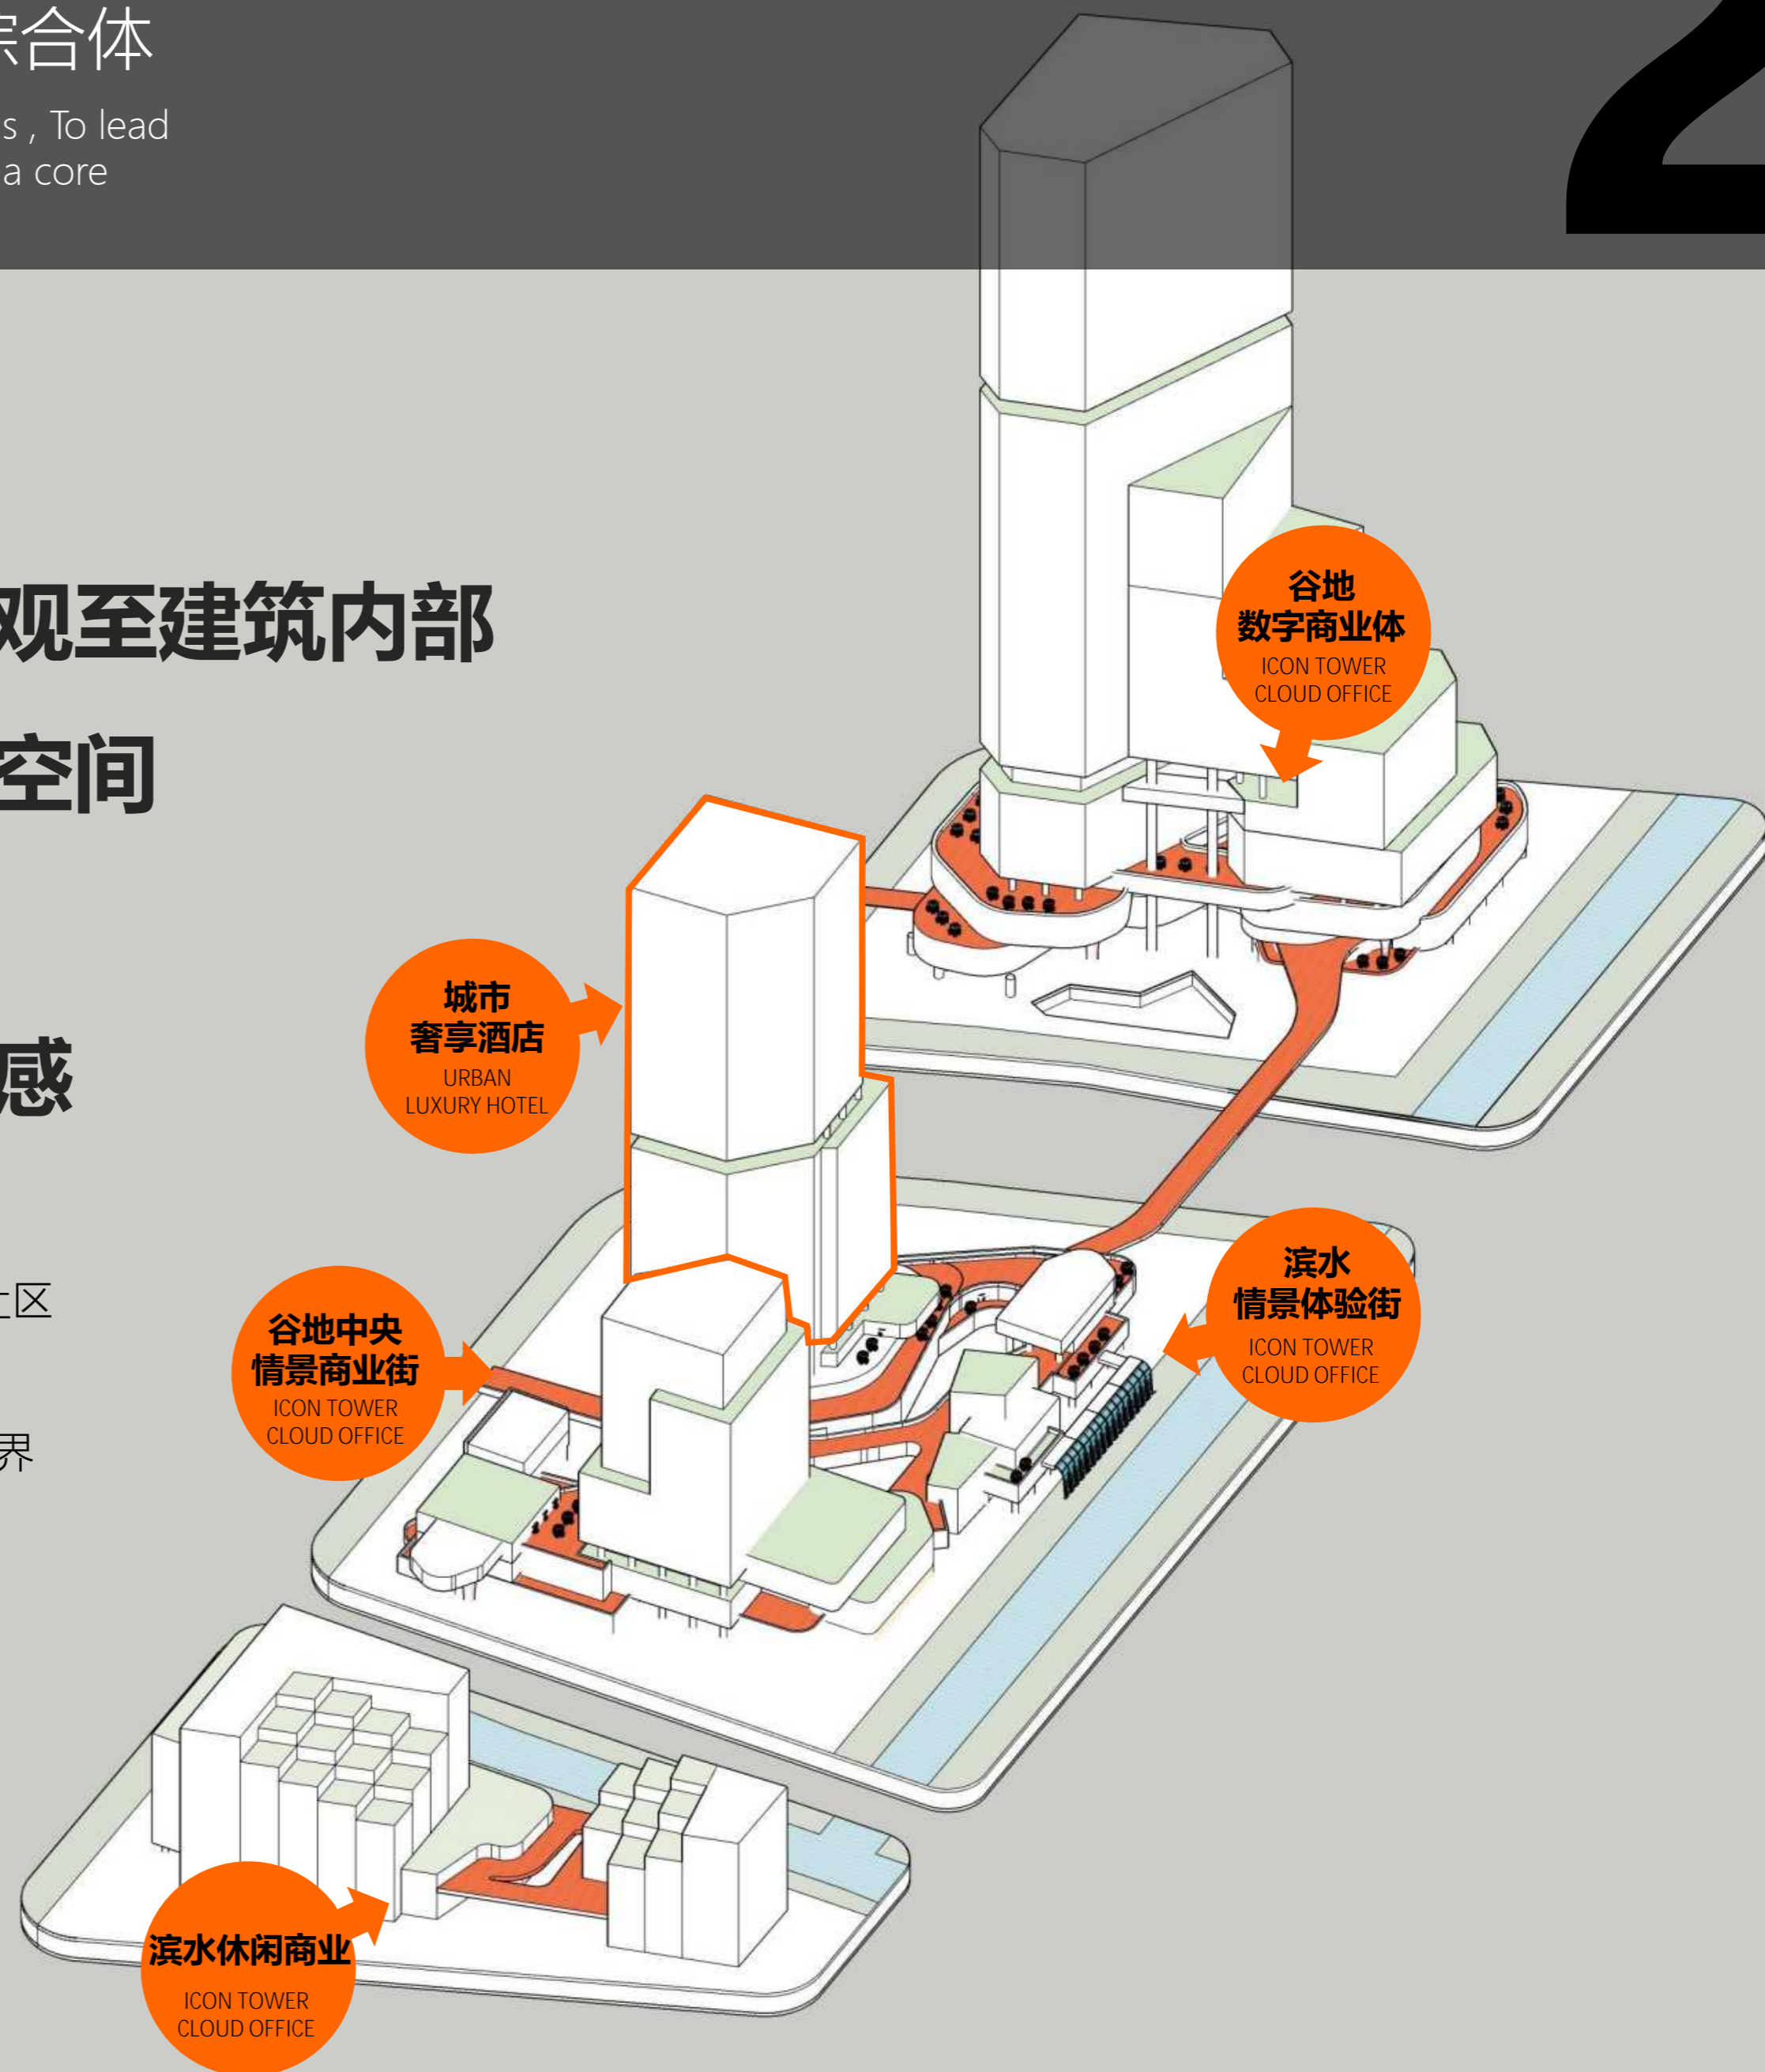 综合体
s , To lead
a core
2
观至建筑内部
空间
感
社区
界
谷地
数字商业体
ICON TOWER
CLOUD OFFICE
城市
奢享酒店
URBAN
LUXURY HOTEL
滨水
情景体验街
ICON TOWER
CLOUD OFFICE
谷地中央
情景商业街
ICON TOWER
CLOUD OFFICE
滨水休闲商业
ICON TOWER
CLOUD OFFICE